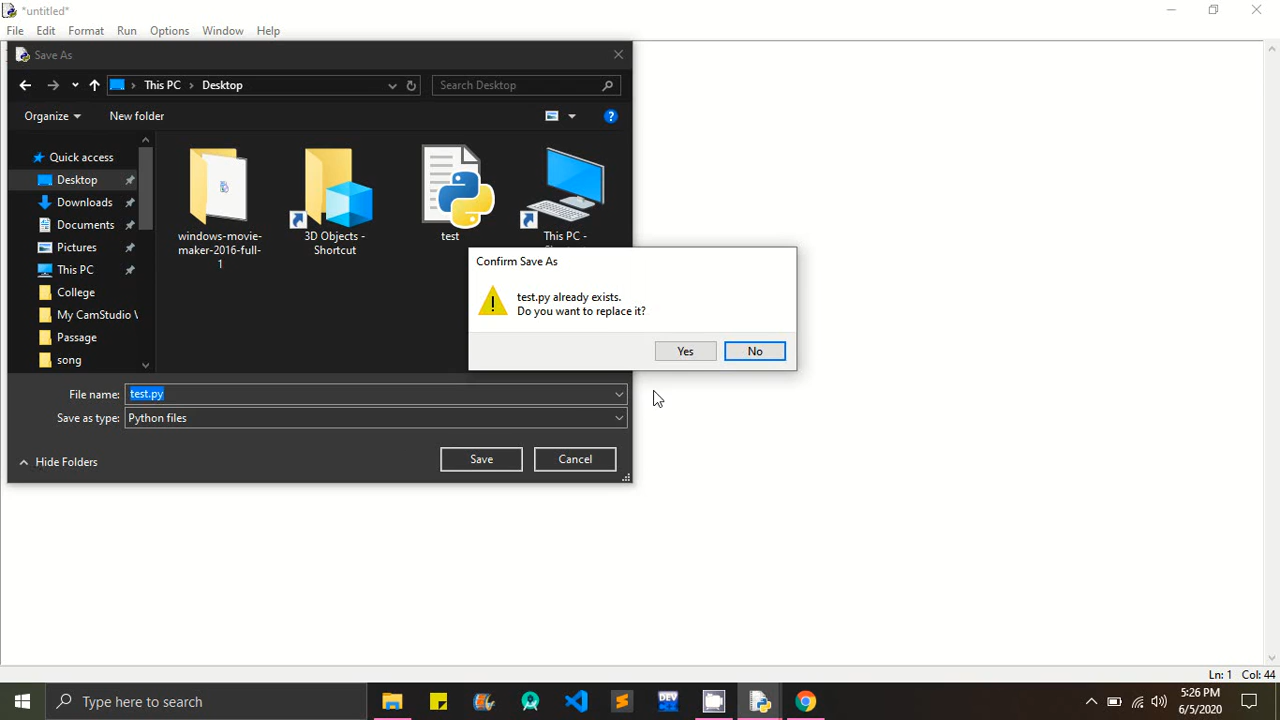 *untitled*
File Edit Format Run Options Window Help
Save As
This PC Desktop
Search Desktop
Organize New folder
Quick access
Desktop
Downloads
Documents
Pictures
This PC
College
My CamStudio V
Passage
song
windows-movie-
maker-2016-full-
1
3D Objects -
Shortcut
test
This PC -
Confirm Save As
test.py already exists.
Do you want to replace it?
Yes No
File name: test.py
Save as type: Python files
Hide Folders
Save Cancel
Ln: 1 Col: 44
Type here to search
DEV
5:26 PM
6/5/2020